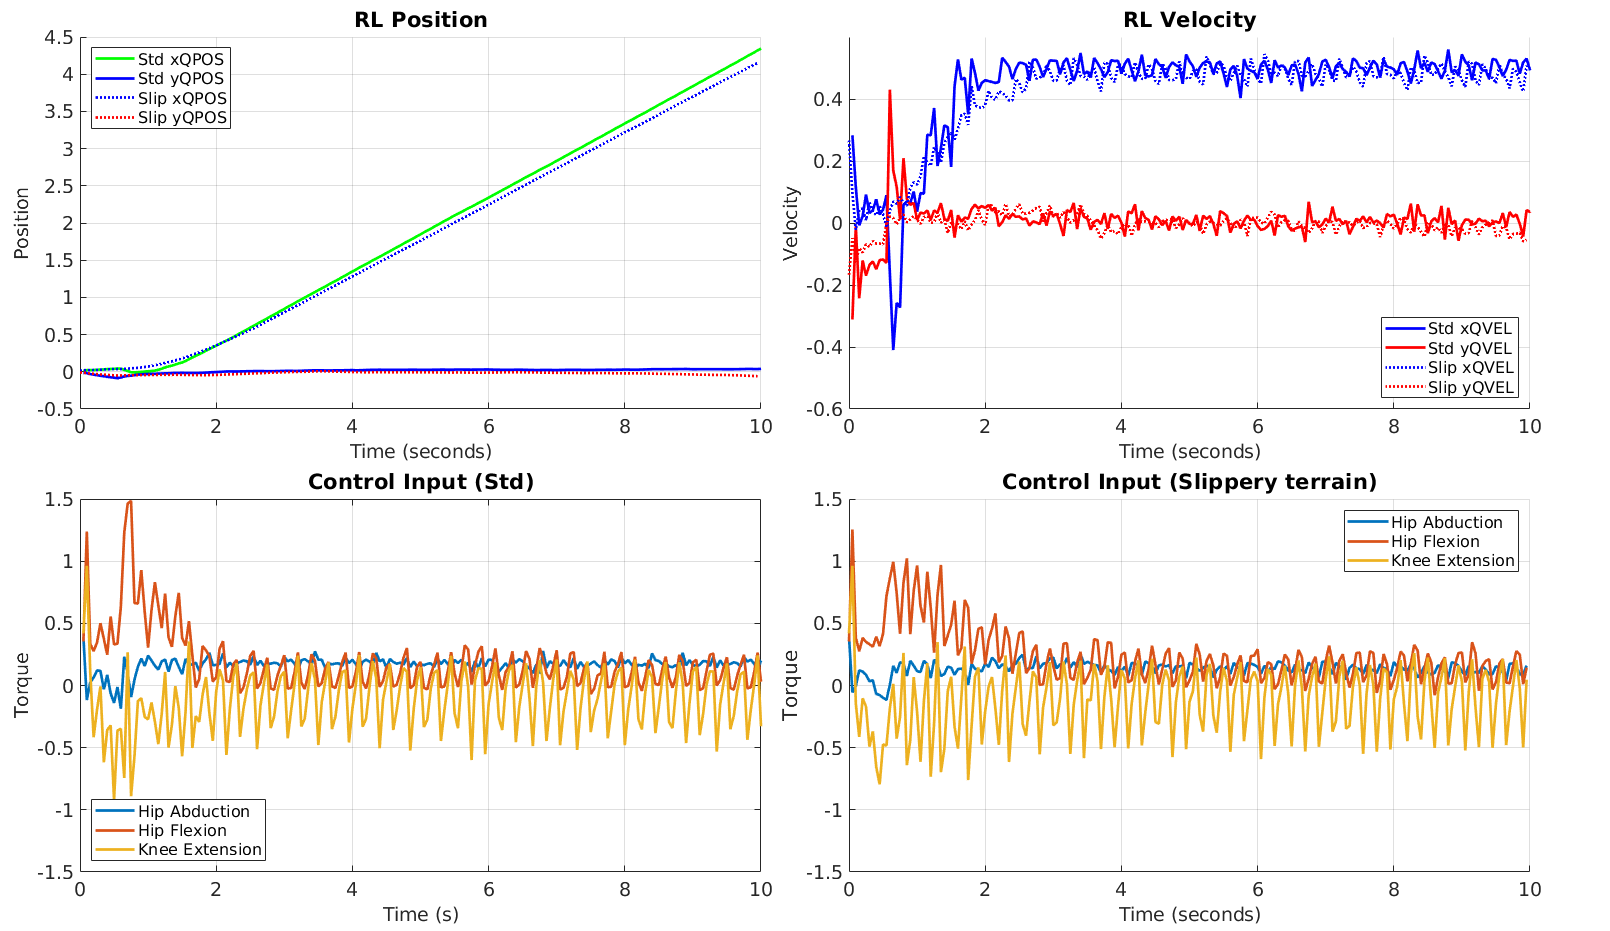 RL Position
4.5
4
3.5
3
2.5
2
1.5
1
0.5
0
-0.5
Position
Std xQPOS
Std yQPOS
Slip xQPOS
Slip yQPOS
0 2 4 6 8 10
Time (seconds)
RL Velocity
0.4
0.2
0
-0.2
-0.4
-0.6
Velocity
Std xQVEL
Std yQVEL
Slip xQVEL
Slip yQVEL
0 2 4 6 8 10
Time (seconds)
Control Input (Std)
1.5
1
0.5
0
-0.5
-1
-1.5
Torque
Hip Abduction
Hip Flexion
Knee Extension
0 2 4 6 8 10
Time (s)
Control Input (Slippery terrain)
1.5
1
0.5
0
-0.5
-1
-1.5
Torque
Hip Abduction
Hip Flexion
Knee Extension
0 2 4 6 8 10
Time (seconds)